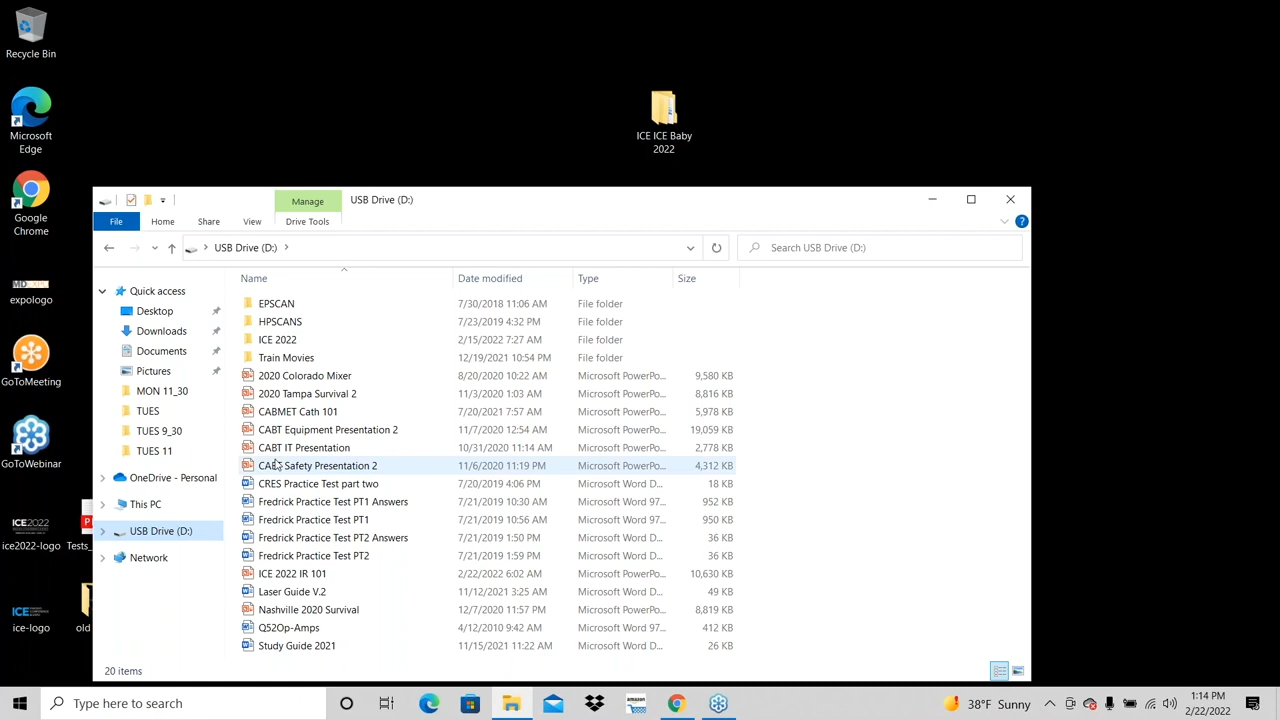 Recycle Bin
Microsoft
Edge
Google
Chrome
MD EXPO
expologo
GoToMeeting
GoToWebinar
ICE2022
ice2022-logo
Tests_
ICE
ice-logo
old
ICE ICE Baby
2022
Manage
USB Drive (D:)
File
Home
Share
View
Drive Tools
USB Drive (D:)
Search USB Drive (D:)
Name
Date modified
Type
Size
Quick access
Desktop
Downloads
Documents
Pictures
MON 11_30
TUES
TUES 9_30
TUES 11
OneDrive - Personal
This PC
USB Drive (D:)
Network
EPSCAN 7/30/2018 11:06 AM File folder
HPSCANS 7/23/2019 4:32 PM File folder
ICE 2022 2/15/2022 7:27 AM File folder
Train Movies 12/19/2021 10:54 PM File folder
2020 Colorado Mixer 8/20/2020 10:22 AM Microsoft PowerPo... 9,580 KB
2020 Tampa Survival 2 11/3/2020 1:03 AM Microsoft PowerPo... 8,816 KB
CABMET Cath 101 7/20/2021 7:57 AM Microsoft PowerPo... 5,978 KB
CABT Equipment Presentation 2 11/7/2020 12:54 AM Microsoft PowerPo... 19,059 KB
CABT IT Presentation 10/31/2020 11:14 AM Microsoft PowerPo... 2,778 KB
CABT Safety Presentation 2 11/6/2020 11:19 PM Microsoft PowerPo... 4,312 KB
CRES Practice Test part two 7/20/2019 4:06 PM Microsoft Word D... 18 KB
Fredrick Practice Test PT1 Answers 7/21/2019 10:30 AM Microsoft Word 97... 952 KB
Fredrick Practice Test PT1 7/21/2019 10:56 AM Microsoft Word 97... 950 KB
Fredrick Practice Test PT2 Answers 7/21/2019 1:50 PM Microsoft Word D... 36 KB
Fredrick Practice Test PT2 7/21/2019 1:59 PM Microsoft Word D... 36 KB
ICE 2022 IR 101 2/22/2022 6:02 AM Microsoft PowerPo... 10,630 KB
Laser Guide V.2 11/12/2021 3:25 AM Microsoft Word D... 49 KB
Nashville 2020 Survival 12/7/2020 11:57 PM Microsoft PowerPo... 8,819 KB
Q52Op-Amps 4/12/2010 9:42 AM Microsoft Word 97... 412 KB
Study Guide 2021 11/15/2021 11:22 AM Microsoft Word D... 26 KB
20 items
Type here to search
amazon
38°F Sunny
1:14 PM
2/22/2022